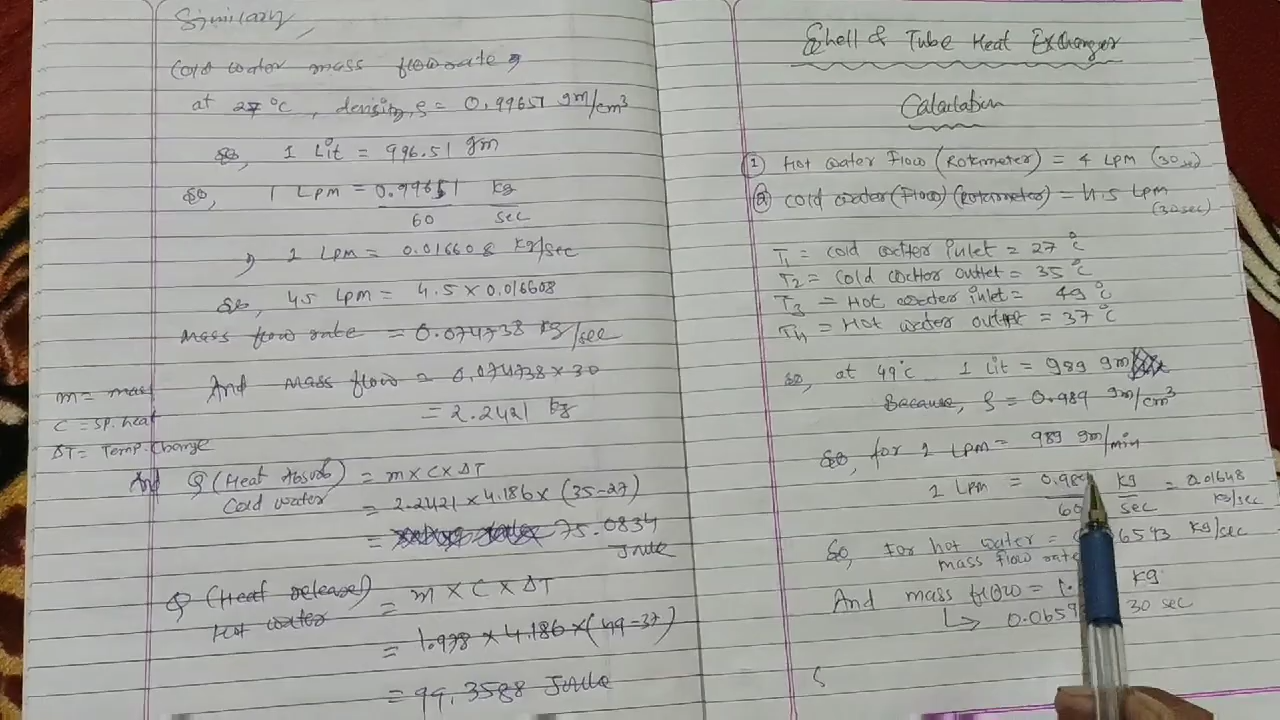 Similarly,
Cold water mass flow rate,
at 27°C, density, ρ = 0.99651 gm/cm³
So, 1 Lit = 996.51 gm
So, 1 Lpm = 0.99651 kg
60 sec
, 1 Lpm = 0.016608 kg/sec
So, 4.5 Lpm = 4.5 × 0.016608
mass flow rate = 0.074738 kg/sec
And mass flow = 0.074738 × 30
= 2.2421 kg
m = mass
C = sp. heat
ΔT = Temp. Change
And Q (Heat Absorb) = m × C × ΔT
Cold water = 2.2421 × 4.186 × (35-27)
= 75.0834
Joule
Q (Heat released) = m × C × ΔT
Hot water
= 1.978 × 4.186 × (49-37)
= 99.3588 Joule
Shell & Tube Heat Exchanger
Calculation
① Hot water Flow (Rotameter) = 4 LPM (30 sec)
② Cold water (Flow) (Rotameter) = 4.5 LPM
(30 sec)
T₁ = Cold water inlet = 27°C
T₂ = Cold water outlet = 35°C
T₃ = Hot water inlet = 49°C
T₄ = Hot water outlet = 37°C
So, at 49°C 1 Lit = 989 gm
Because, ρ = 0.989 gm/cm³
So, for 1 Lpm = 989 gm/min
1 Lpm = 0.989 kg = 0.01648
60 sec kg/sec
So, For hot water = 6593 kg/sec
mass flow rate
And mass flow = 1. kg
↳ 0.0659 30 sec